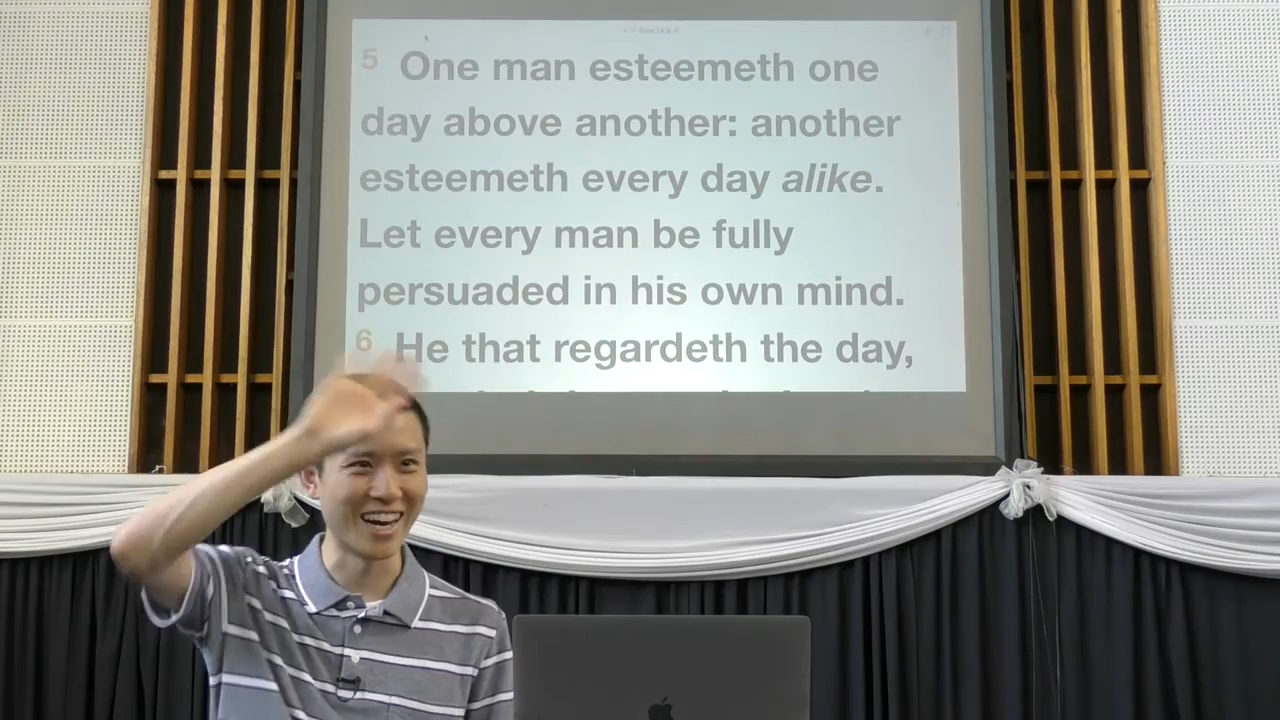 5 One man esteemeth one
day above another: another
esteemeth every day alike.
Let every man be fully
persuaded in his own mind.
6 He that regardeth the day,